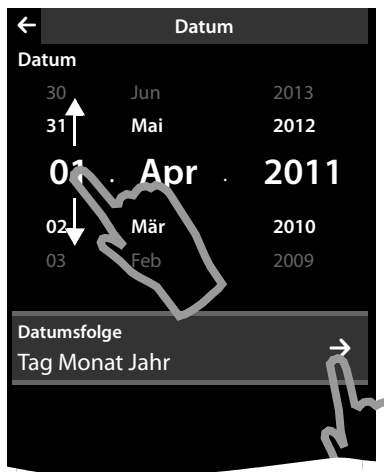 Datum
Datum
30 Jun 2013
31 Mai 2012
01 . Apr . 2011
02 Mär 2010
03 Feb 2009
Datumsfolge
Tag Monat Jahr